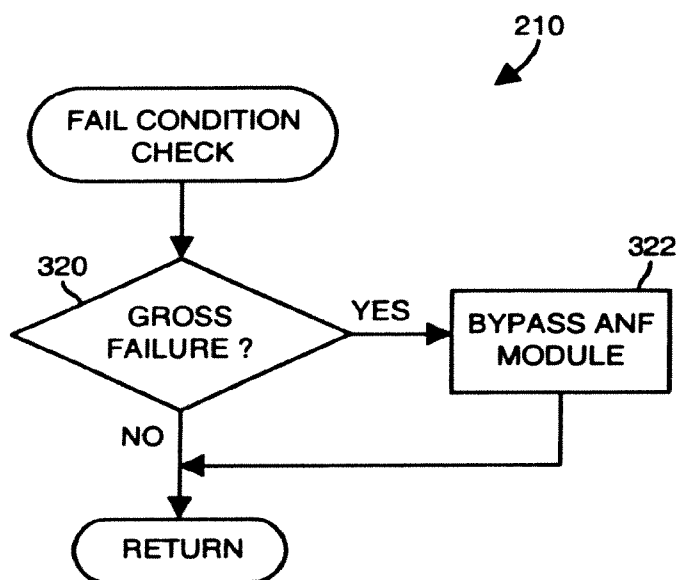 210
FAIL CONDITION
CHECK
320
GROSS
FAILURE ?
YES
322
BYPASS ANF
MODULE
NO
RETURN